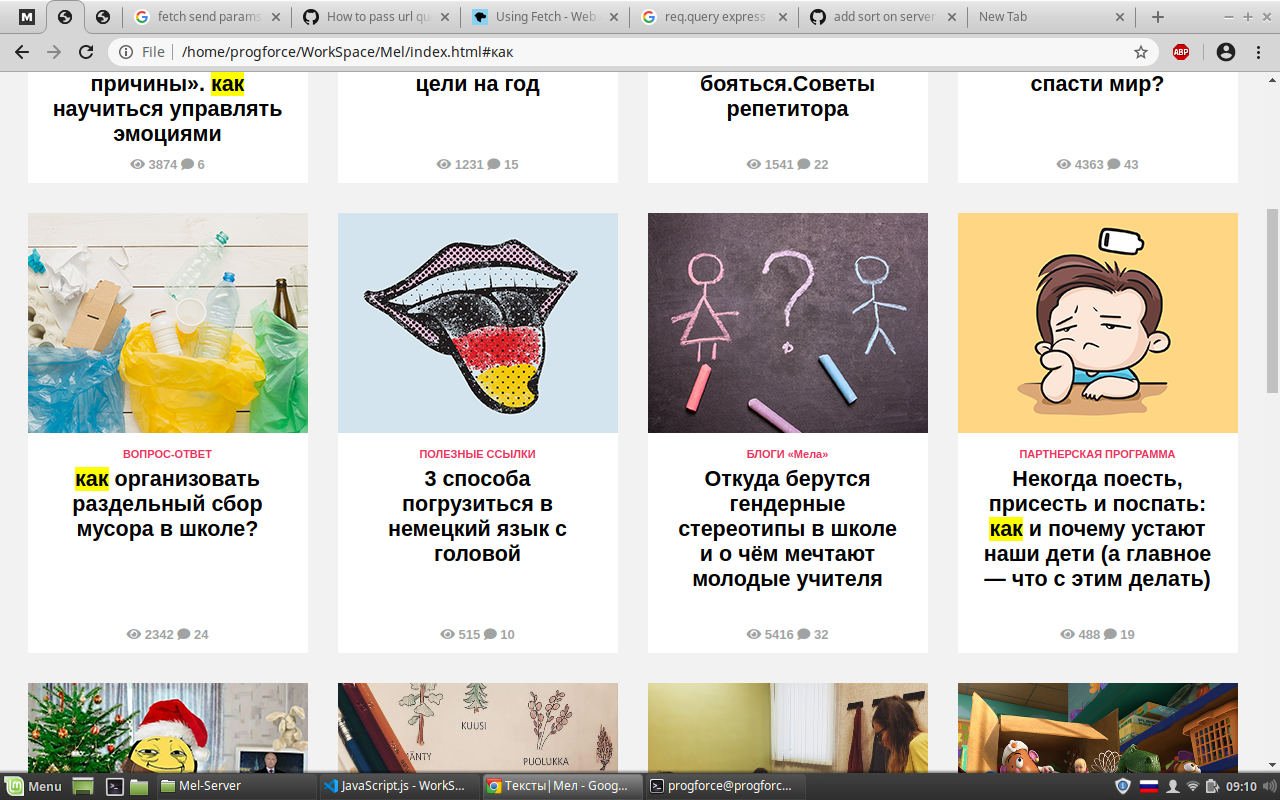 M
fetch send params
How to pass url qu
Using Fetch - Web
req.query express
add sort on server
New Tab
File
/home/progforce/WorkSpace/Mel/index.html#как
ABP
причины». как
научиться управлять
эмоциями
3874 6
цели на год
1231 15
бояться.Советы
репетитора
1541 22
спасти мир?
4363 43
ВОПРОС-ОТВЕТ
как организовать
раздельный сбор
мусора в школе?
2342 24
ПОЛЕЗНЫЕ ССЫЛКИ
3 способа
погрузиться в
немецкий язык с
головой
515 10
БЛОГИ «Мела»
Откуда берутся
гендерные
стереотипы в школе
и о чём мечтают
молодые учителя
5416 32
ПАРТНЕРСКАЯ ПРОГРАММА
Некогда поесть,
присесть и поспать:
как и почему устают
наши дети (а главное
— что с этим делать)
488 19
KUUSI
MÄNTY
PUOLUKKA
Menu
Mel-Server
JavaScript.js - WorkS...
Тексты| Мел - Goog...
progforce@progforc...
09:10